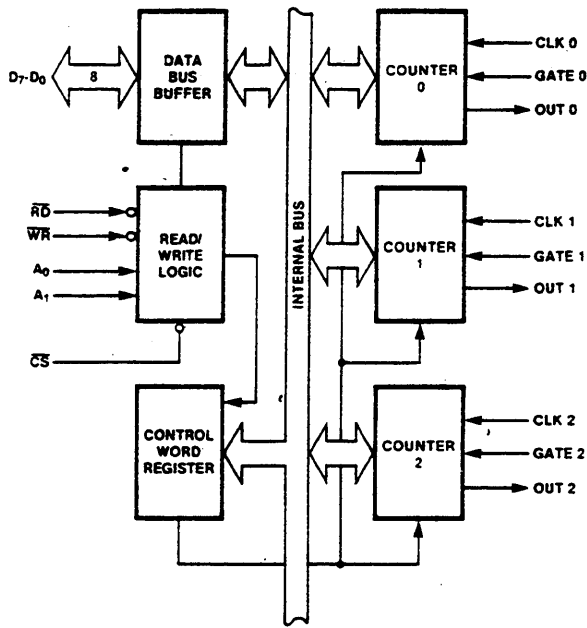 D7-D0
8
DATA
BUS
BUFFER
RD
WR
A0
A1
CS
READ/
WRITE
LOGIC
CONTROL
WORD
REGISTER
INTERNAL BUS
COUNTER
0
CLK 0
GATE 0
OUT 0
COUNTER
1
CLK 1
GATE 1
OUT 1
COUNTER
2
CLK 2
GATE 2
OUT 2